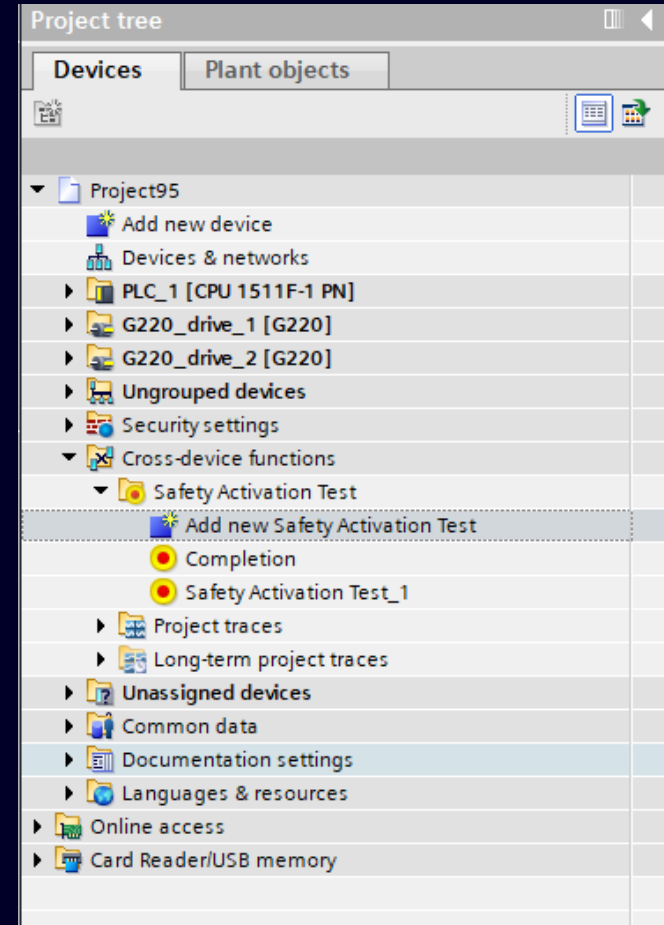 Project tree
Devices Plant objects
Project95
Add new device
Devices & networks
PLC_1 [CPU 1511F-1 PN]
G220_drive_1 [G220]
G220_drive_2 [G220]
Ungrouped devices
Security settings
Cross-device functions
Safety Activation Test
Add new Safety Activation Test
Completion
Safety Activation Test_1
Project traces
Long-term project traces
Unassigned devices
Common data
Documentation settings
Languages & resources
Online access
Card Reader/USB memory